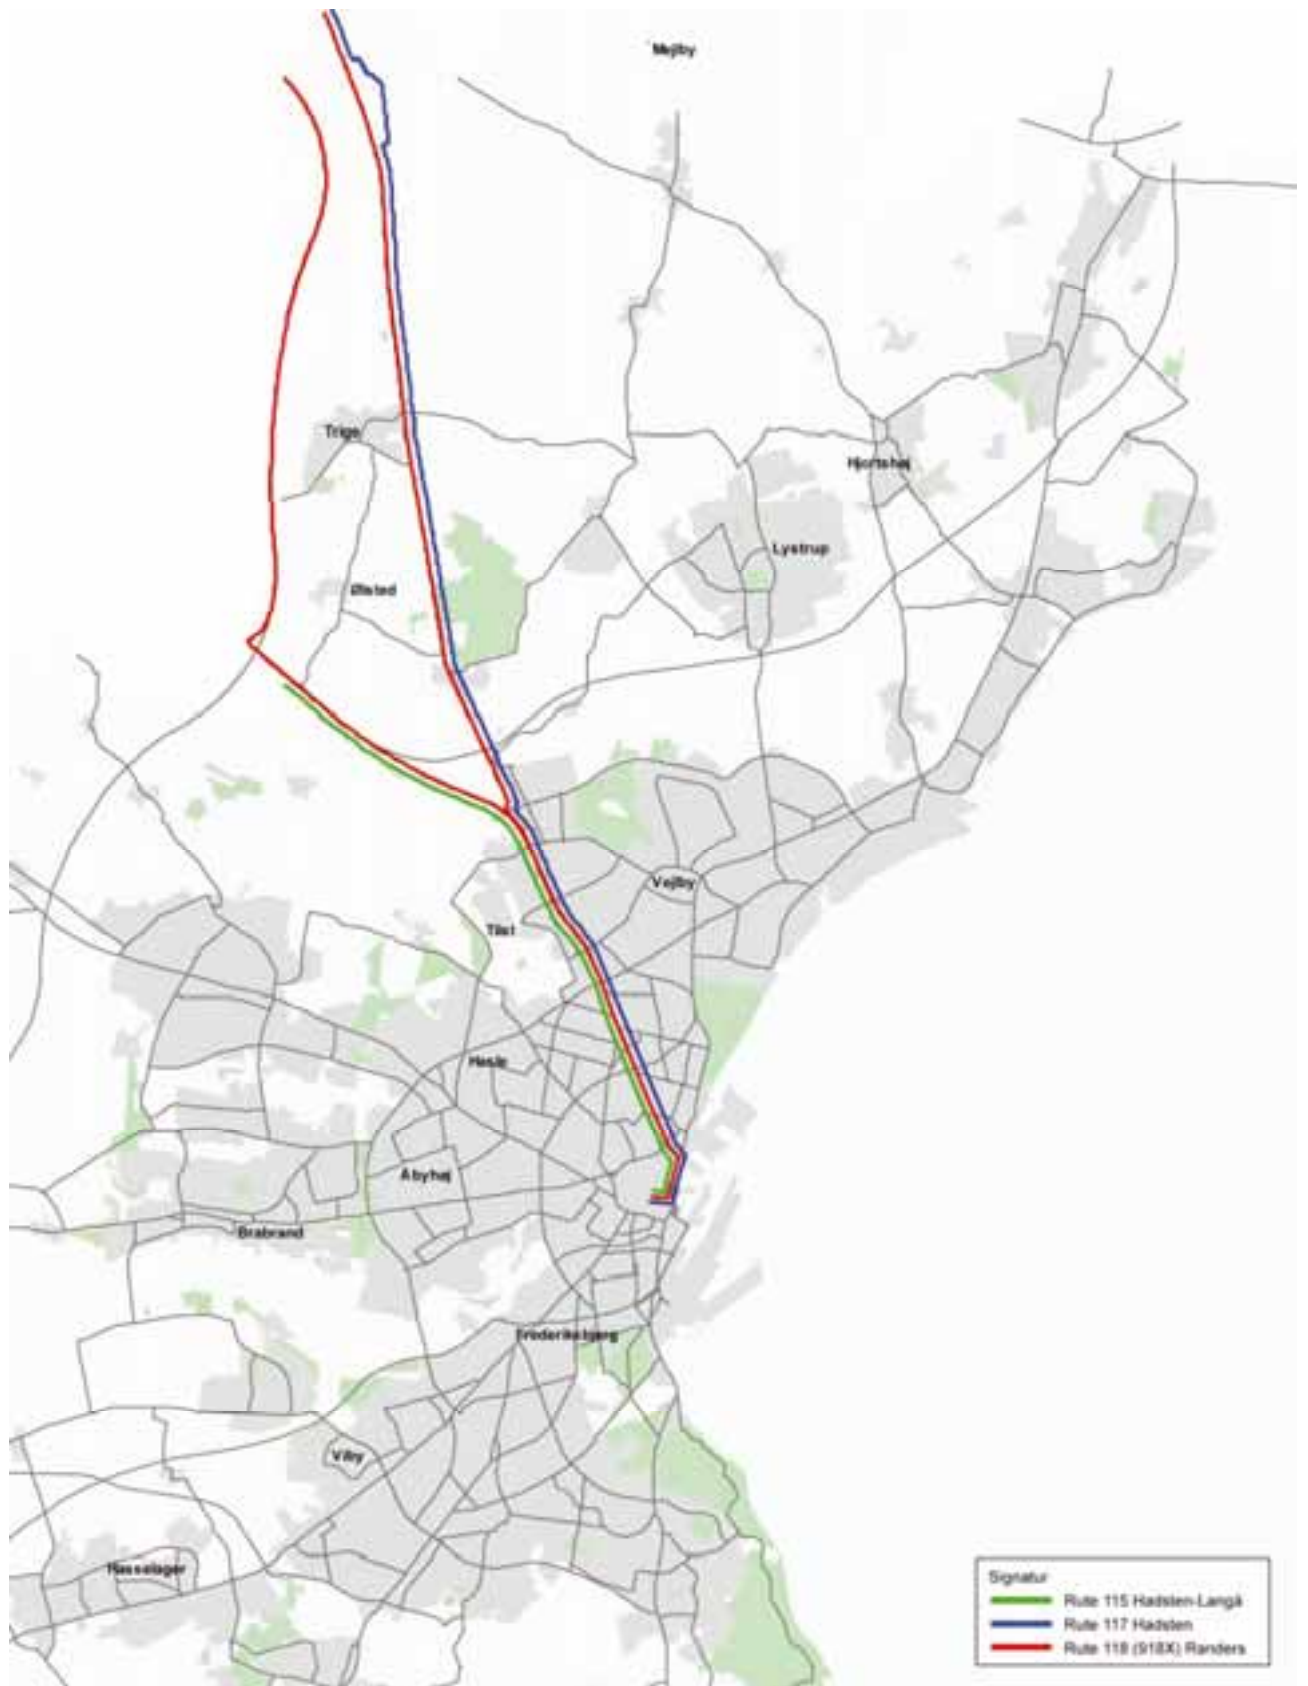 Mejlby
Trige
Hjortshøj
Lystrup
Ølsted
Vejlby
Tilst
Hasle
Åbyhøj
Brabrand
Frederiksbjerg
Viby
Hasselager
Signatur
Rute 115 Hadsten-Langå
Rute 117 Hadsten
Rute 118 (918X) Randers